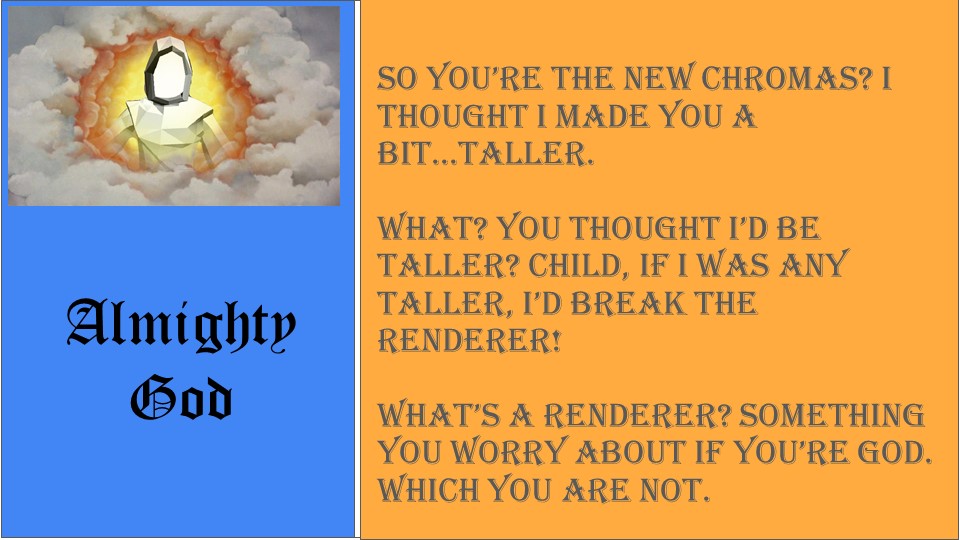 Almighty
God
SO YOU'RE THE NEW CHROMAS? I
THOUGHT I MADE YOU A
BIT...TALLER.
WHAT? YOU THOUGHT I'D BE
TALLER? CHILD, IF I WAS ANY
TALLER, I'D BREAK THE
RENDERER!
WHAT'S A RENDERER? SOMETHING
YOU WORRY ABOUT IF YOU'RE GOD.
WHICH YOU ARE NOT.